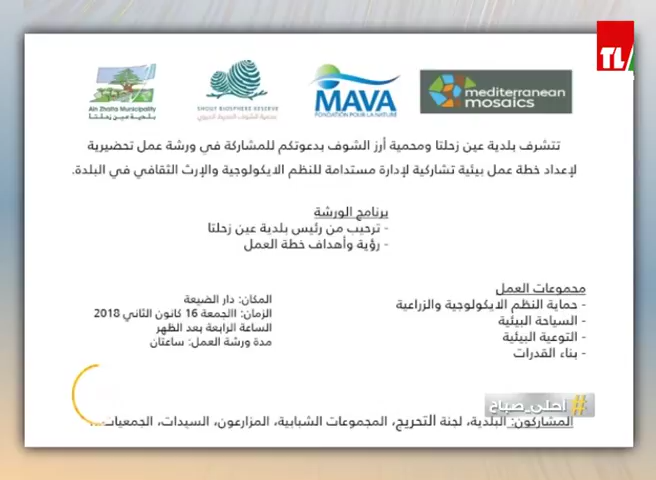 TL
Ain Zhalta Municipality
بلدية عين زحلتا
SHOUF BIOSPHERE RESERVE
محمية الشوف المحيط الحيوي
MAVA
FONDATION POUR LA NATURE
mediterranean
mosaics
تتشرف بلدية عين زحلتا ومحمية أرز الشوف بدعوتكم للمشاركة في ورشة عمل تحضيرية
لإعداد خطة عمل بيئية تشاركية لإدارة مستدامة للنظم الايكولوجية والإرث الثقافي في البلدة.
برنامج الورشة
- ترحيب من رئيس بلدية عين زحلتا
- رؤية وأهداف خطة العمل
مجموعات العمل
- حماية النظم الايكولوجية والزراعية
- السياحة البيئية
- التوعية البيئية
- بناء القدرات
المكان: دار الضيعة
الزمان: الجمعة 16 كانون الثاني 2018
الساعة الرابعة بعد الظهر
مدة ورشة العمل: ساعتان
#احلى_صباح
المشاركون: البلدية، لجنة التحريج، المجموعات الشبابية، المزارعون، السيدات، الجمعيات...